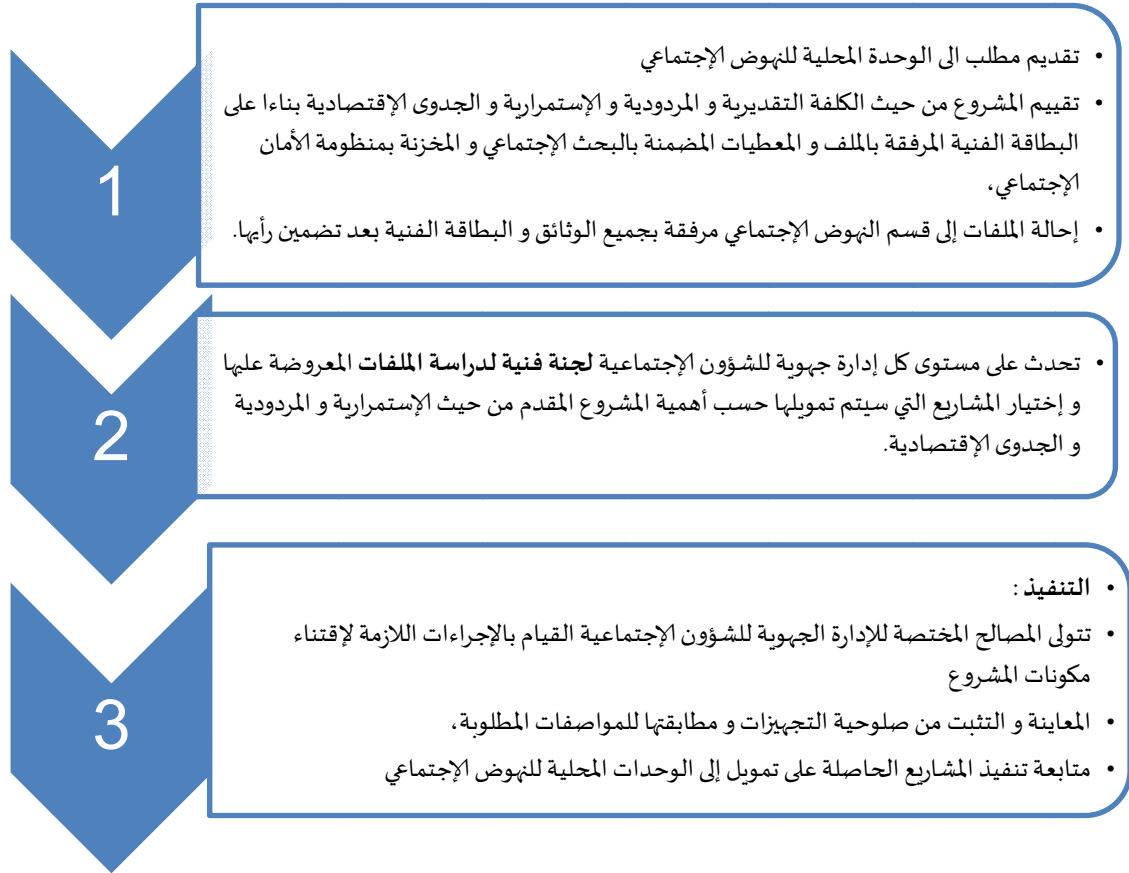 1
• تقديم مطلب الى الوحدة المحلية للنهوض الإجتماعي
• تقييم المشروع من حيث الكلفة التقديرية و المردودية و الإستمرارية و الجدوى الإقتصادية بناءا على
البطاقة الفنية المرفقة بالملف و المعطيات المضمنة بالبحث الإجتماعي و المخزنة بمنظومة الأمان
الإجتماعي،
• إحالة الملفات إلى قسم النهوض الإجتماعي مرفقة بجميع الوثائق و البطاقة الفنية بعد تضمين رأيها.
2
• تحدث على مستوى كل إدارة جهوية للشؤون الإجتماعية لجنة فنية لدراسة الملفات المعروضة عليها
و إختيار المشاريع التي سيتم تمويلها حسب أهمية المشروع المقدم من حيث الإستمرارية و المردودية
و الجدوى الإقتصادية.
3
• التنفيذ :
• تتولى المصالح المختصة للإدارة الجهوية للشؤون الإجتماعية القيام بالإجراءات اللازمة لإقتناء
مكونات المشروع
• المعاينة و التثبت من صلوحية التجهيزات و مطابقتها للمواصفات المطلوبة،
• متابعة تنفيذ المشاريع الحاصلة على تمويل إلى الوحدات المحلية للنهوض الإجتماعي